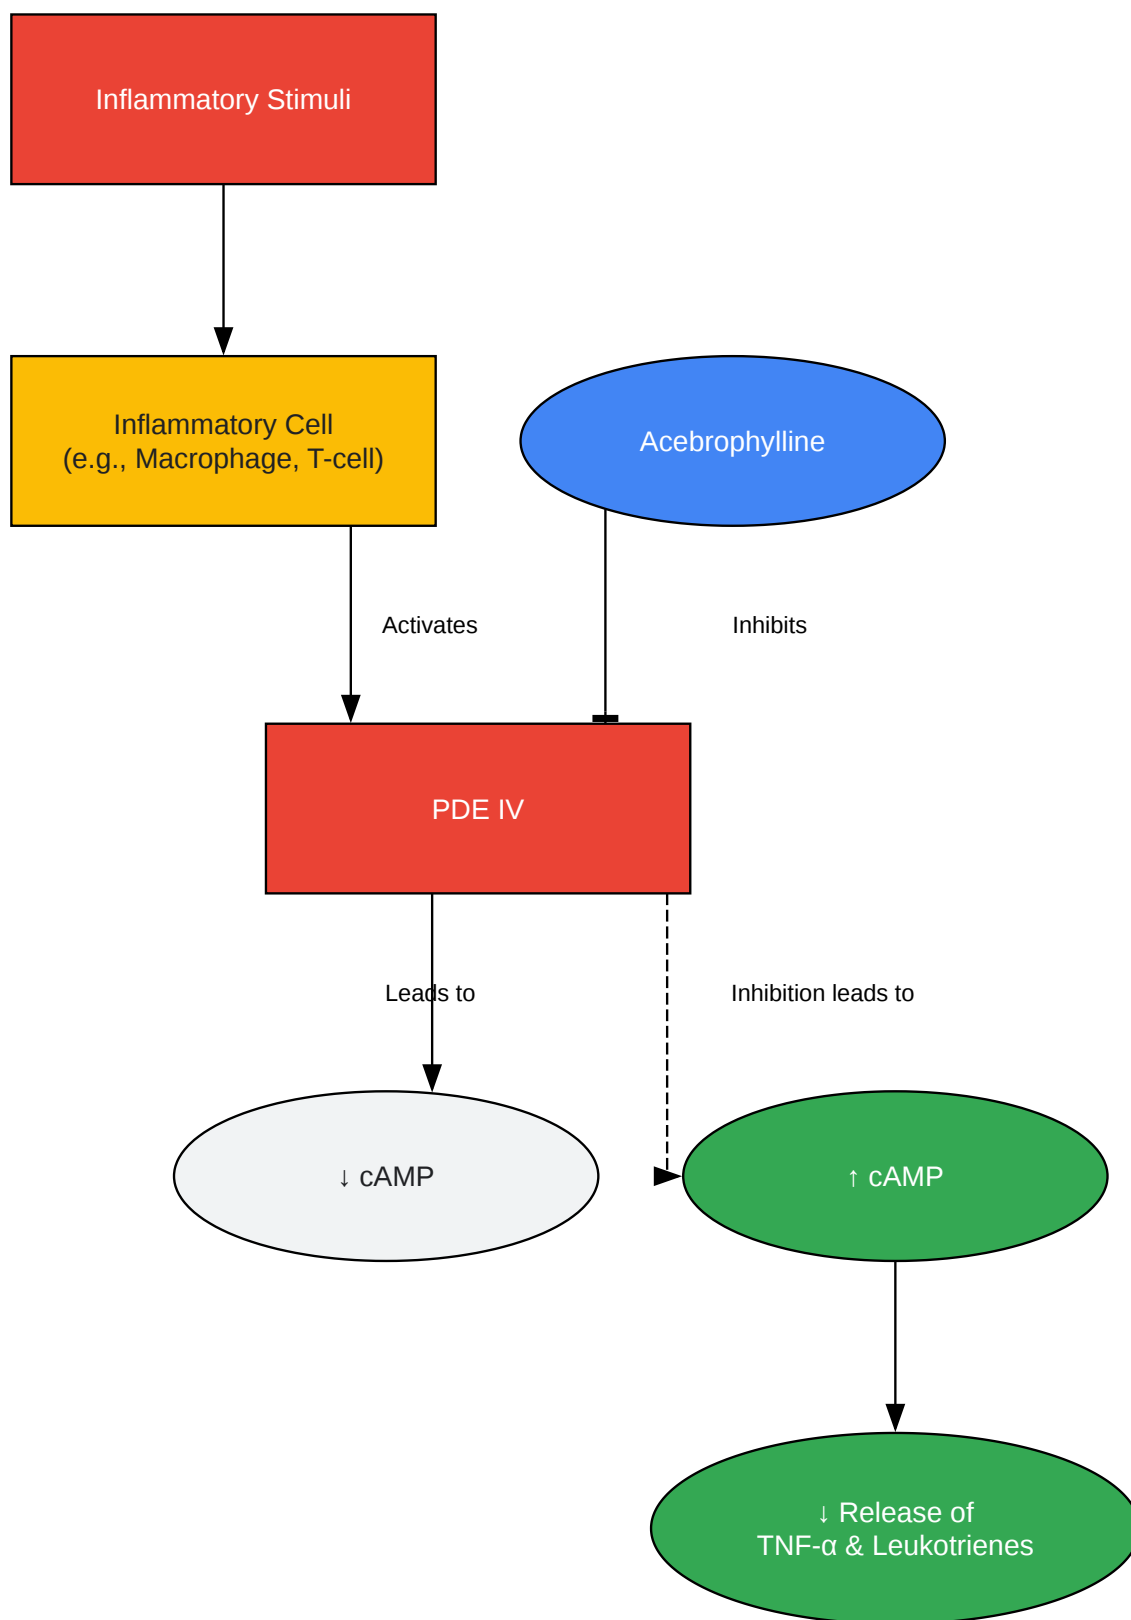 Inflammatory Stimuli
Inflammatory Cell
(e.g., Macrophage, T-cell)
Acebrophylline
Activates
Inhibits
PDE IV
Leads to
Inhibition leads to
↓ cAMP
↑ cAMP
↓ Release of
TNF-α & Leukotrienes